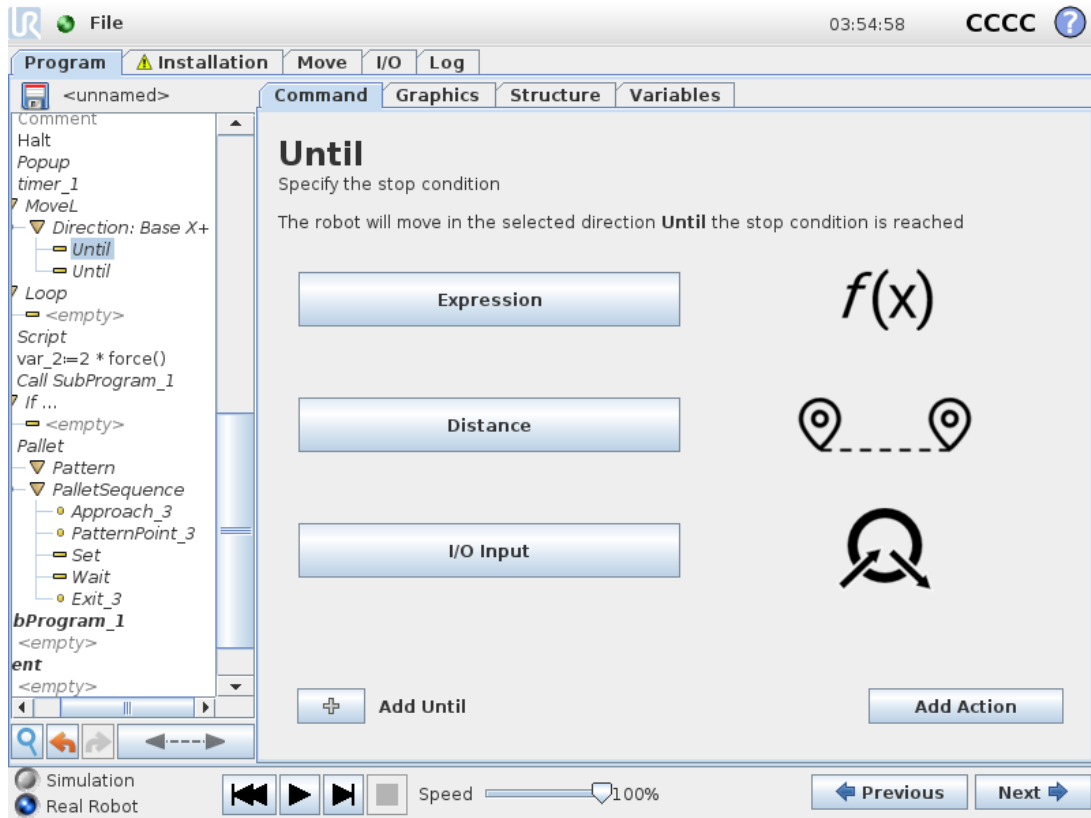 UR File 03:54:58 CCCC ?
Program Installation Move I/O Log
<unnamed> Command Graphics Structure Variables
Comment
Halt
Popup
timer_1
MoveL
Direction: Base X+
Until
Until
Loop
<empty>
Script
var_2:=2 * force()
Call SubProgram_1
If ...
<empty>
Pallet
Pattern
PalletSequence
Approach_3
PatternPoint_3
Set
Wait
Exit_3
bProgram_1
<empty>
ent
<empty>
Until
Specify the stop condition
The robot will move in the selected direction Until the stop condition is reached
Expression f(x)
Distance
I/O Input
Add Until Add Action
Simulation
Real Robot
Speed 100% Previous Next